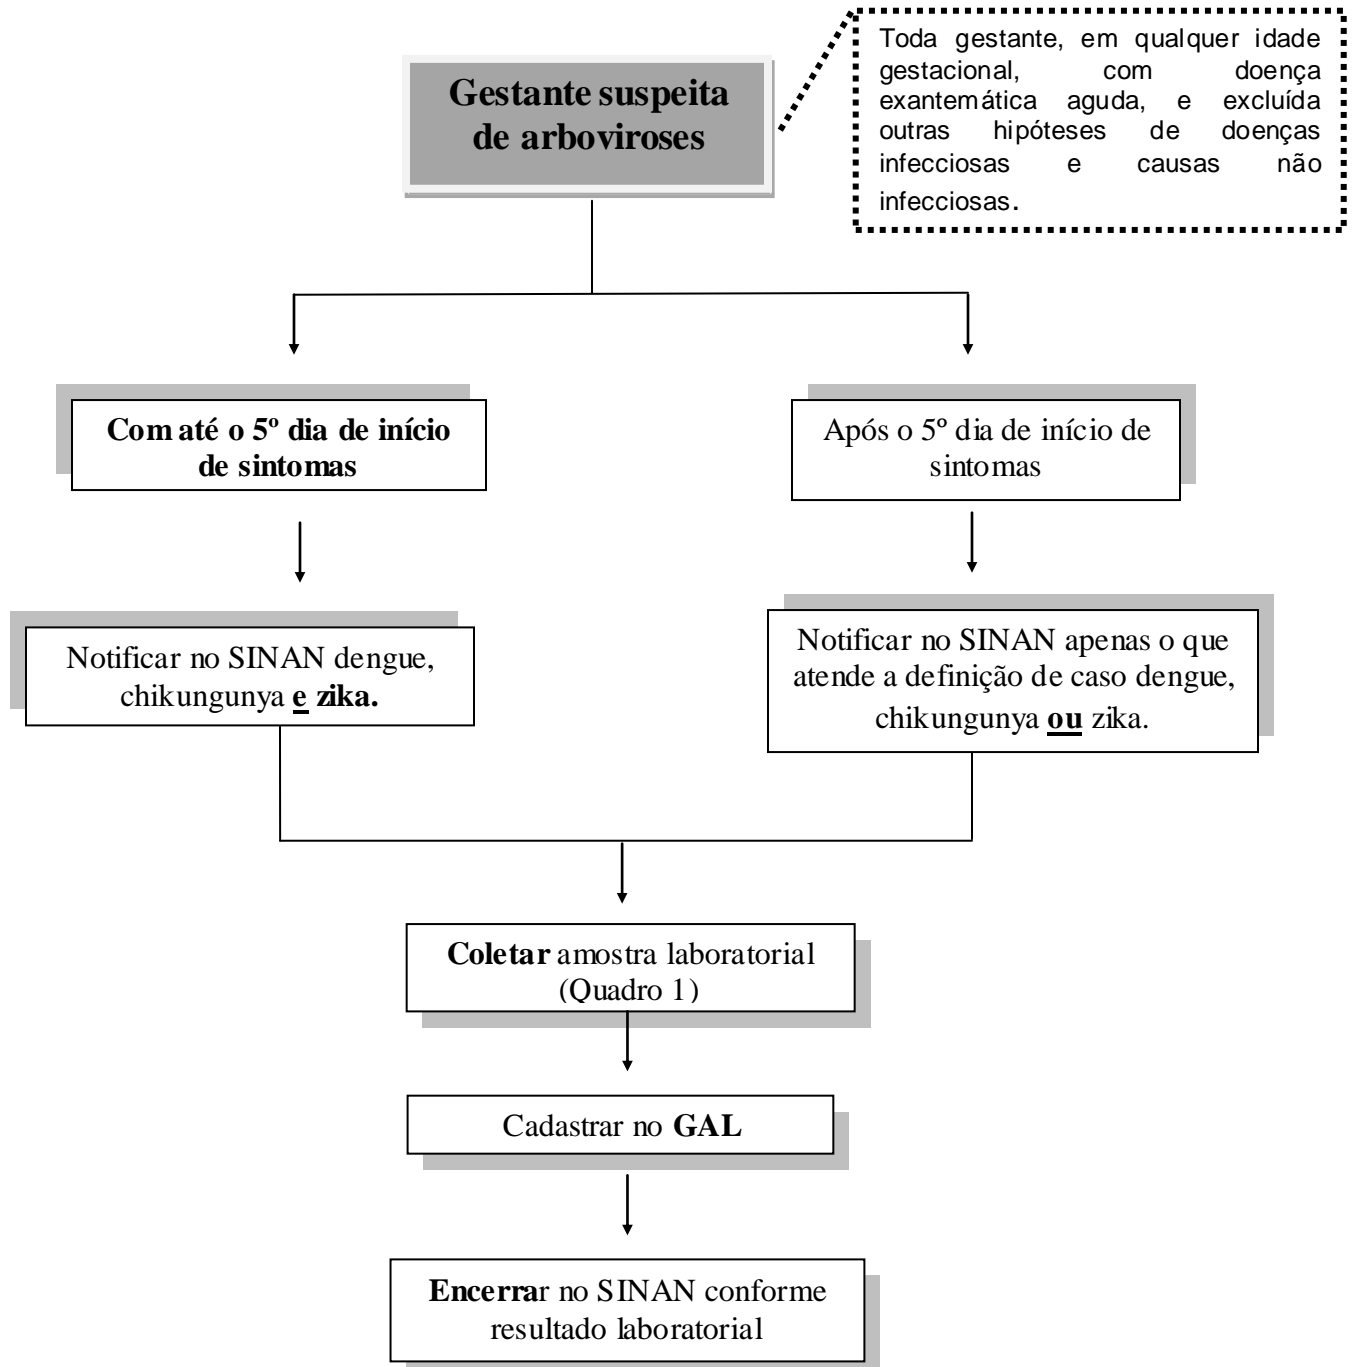 Toda gestante, em qualquer idade
gestacional, com doença
exantemática aguda, e excluída
outras hipóteses de doenças
infecciosas e causas não
infecciosas.
Gestante suspeita
de arboviroses
Com até o 5º dia de início
de sintomas
Após o 5º dia de início de
sintomas
Notificar no SINAN dengue,
chikungunya e zika.
Notificar no SINAN apenas o que
atende a definição de caso dengue,
chikungunya ou zika.
Coletar amostra laboratorial
(Quadro 1)
Cadastrar no GAL
Encerrar no SINAN conforme
resultado laboratorial